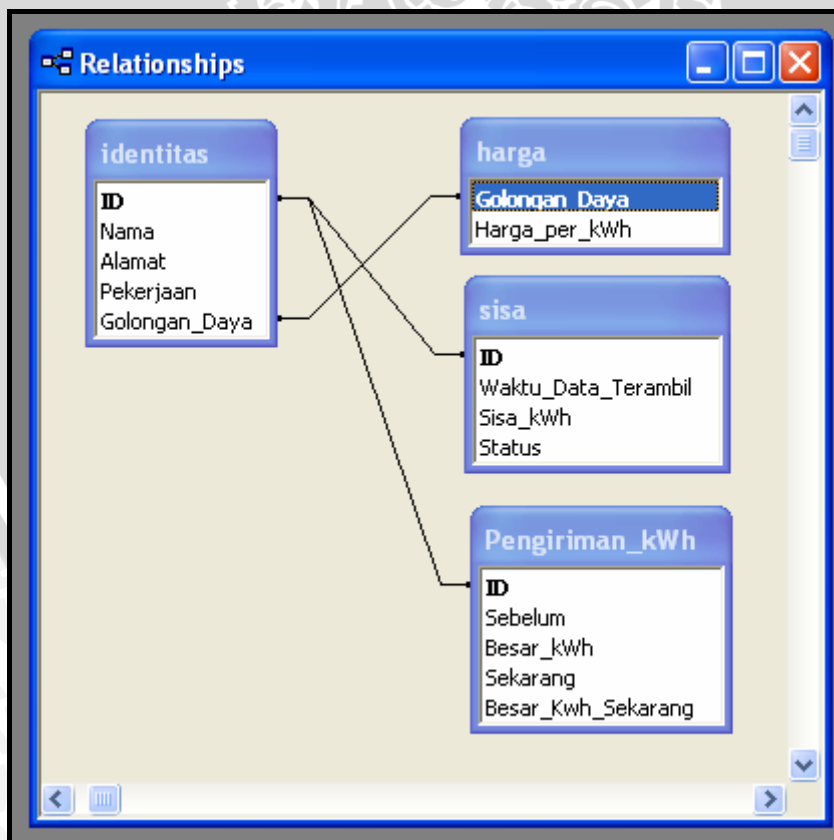 Relationships
identitas
ID
Nama
Alamat
Pekerjaan
Golongan_Daya
harga
Golongan_Daya
Harga_per_kWh
sisa
ID
Waktu_Data_Terambil
Sisa_kWh
Status
Pengiriman_kWh
ID
Sebelum
Besar_kWh
Sekarang
Besar_Kwh_Sekarang